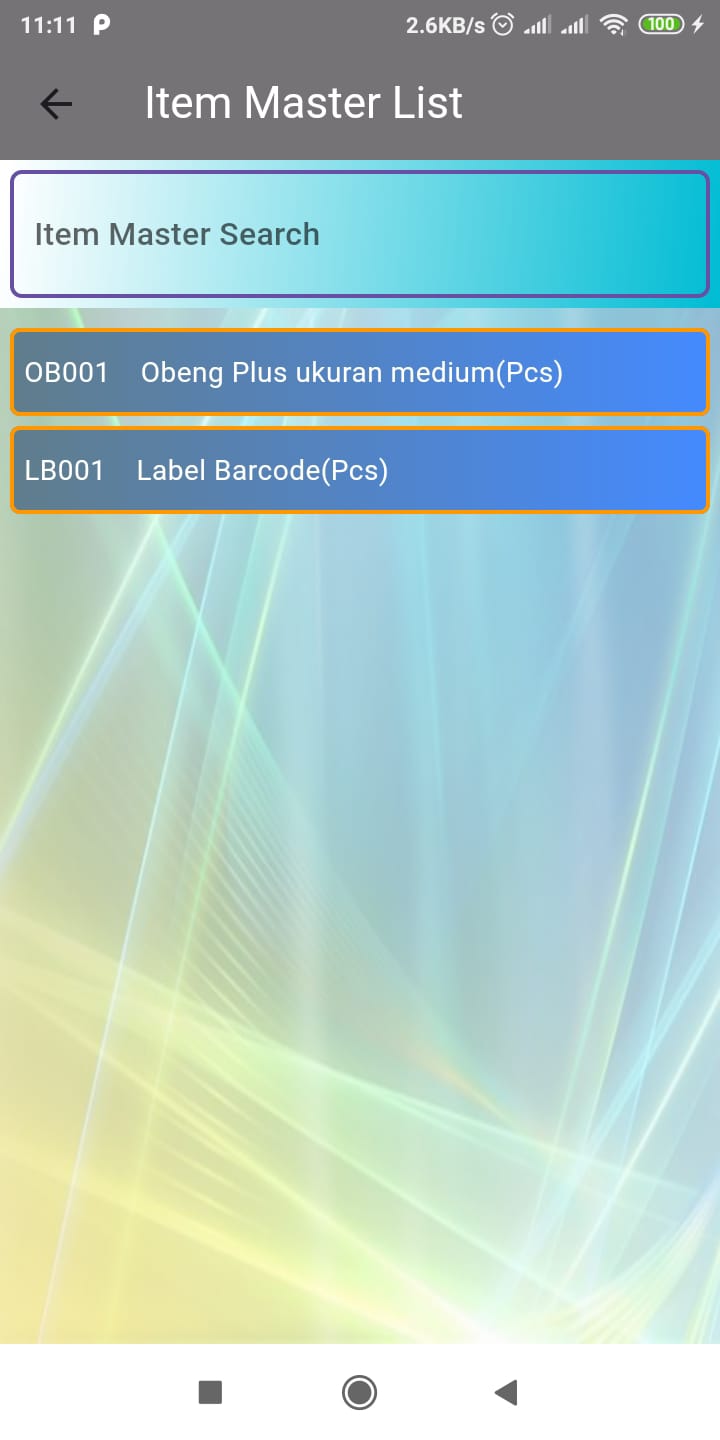 11:11 2.6KB/s 100
Item Master List
Item Master Search
OB001 Obeng Plus ukuran medium(Pcs)
LB001 Label Barcode(Pcs)